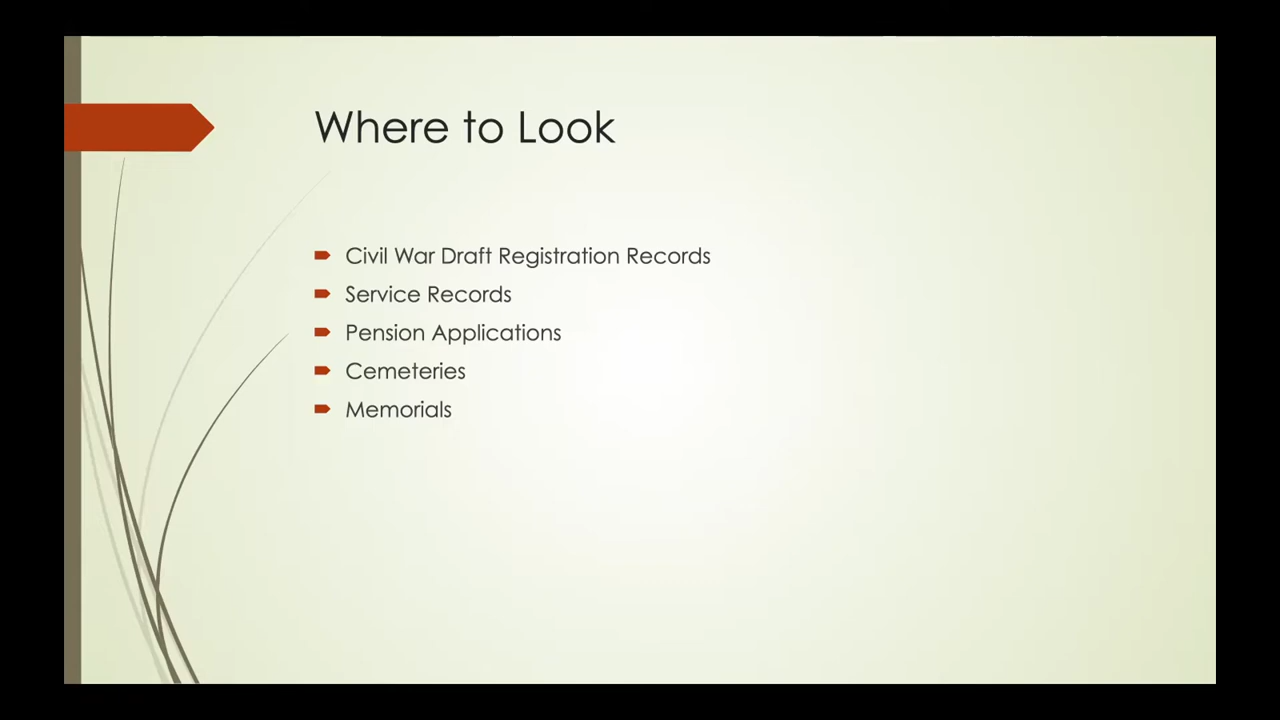 Where to Look
Civil War Draft Registration Records
Service Records
Pension Applications
Cemeteries
Memorials